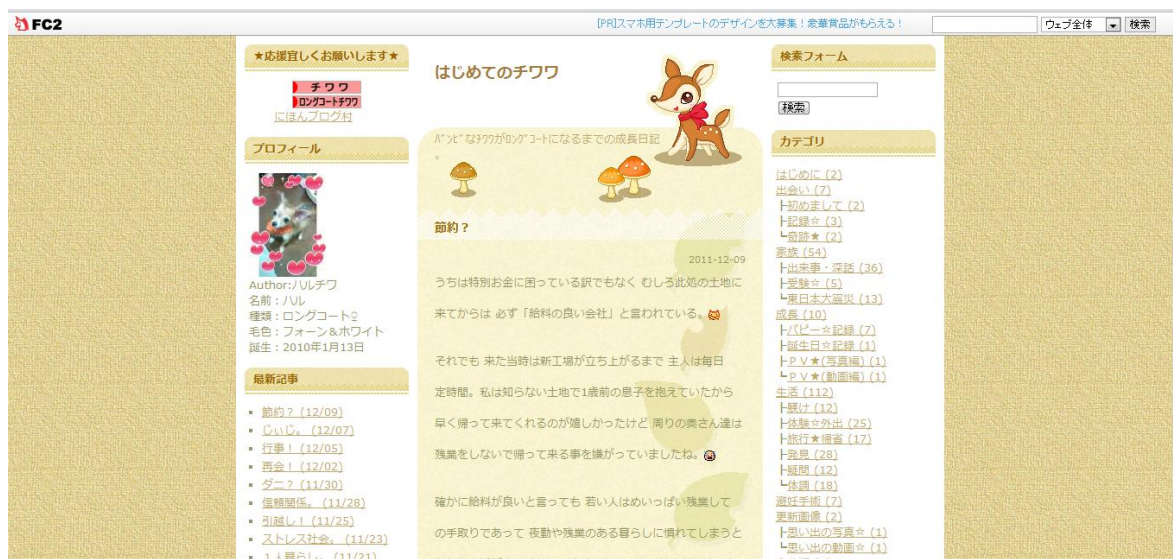 FC2
[PR]スマホ用テンプレートのデザインを大募集！豪華賞品がもらえる！
ウェブ全体
検索
★応援宜しくお願いします★
チワワ
ロングコートチワワ
にほんブログ村
プロフィール
Author:ハルチワ
名前：ハル
種類：ロングコート♀
毛色：フォーン＆ホワイト
誕生：2010年1月13日
最新記事
節約？ (12/09)
じぃじ。 (12/07)
行事！ (12/05)
再会！ (12/02)
ダニ？ (11/30)
信頼関係。 (11/28)
引越し！ (11/25)
ストレス社会。 (11/23)
１人暮らし。 (11/21)
はじめてのチワワ
ﾊﾞﾝﾋﾞなﾁﾜﾜがﾛﾝｸﾞｺｰﾄになるまでの成長日記
。
節約？
2011-12-09
うちは特別お金に困っている訳でもなく むしろ此処の土地に
来てからは 必ず「給料の良い会社」と言われている。
それでも 来た当時は新工場が立ち上がるまで 主人は毎日
定時間。私は知らない土地で1歳前の息子を抱えていたから
早く帰って来てくれるのが嬉しかったけど 周りの奥さん達は
残業をしないで帰って来る事を嫌がっていましたね。
確かに給料が良いと言っても 若い人はめいっぱい残業して
の手取りであって 夜勤や残業のある暮らしに慣れてしまうと
検索フォーム
検索
カテゴリ
はじめに (2)
出会い (7)
┣初めまして (2)
┣記録☆ (3)
┗奇跡★ (2)
家族 (54)
┣出来事・深話 (36)
┣受験☆ (5)
┗東日本大震災 (13)
成長 (10)
┣パピー☆記録 (7)
┣誕生日☆記録 (1)
┣ＰＶ★(写真編) (1)
┗ＰＶ★(動画編) (1)
生活 (112)
┣躾け (12)
┣体験☆外出 (25)
┣旅行★帰省 (17)
┣発見 (28)
┣疑問 (12)
┗体調 (18)
避妊手術 (7)
更新画像 (2)
┣思い出の写真☆ (1)
┗思い出の動画☆ (1)